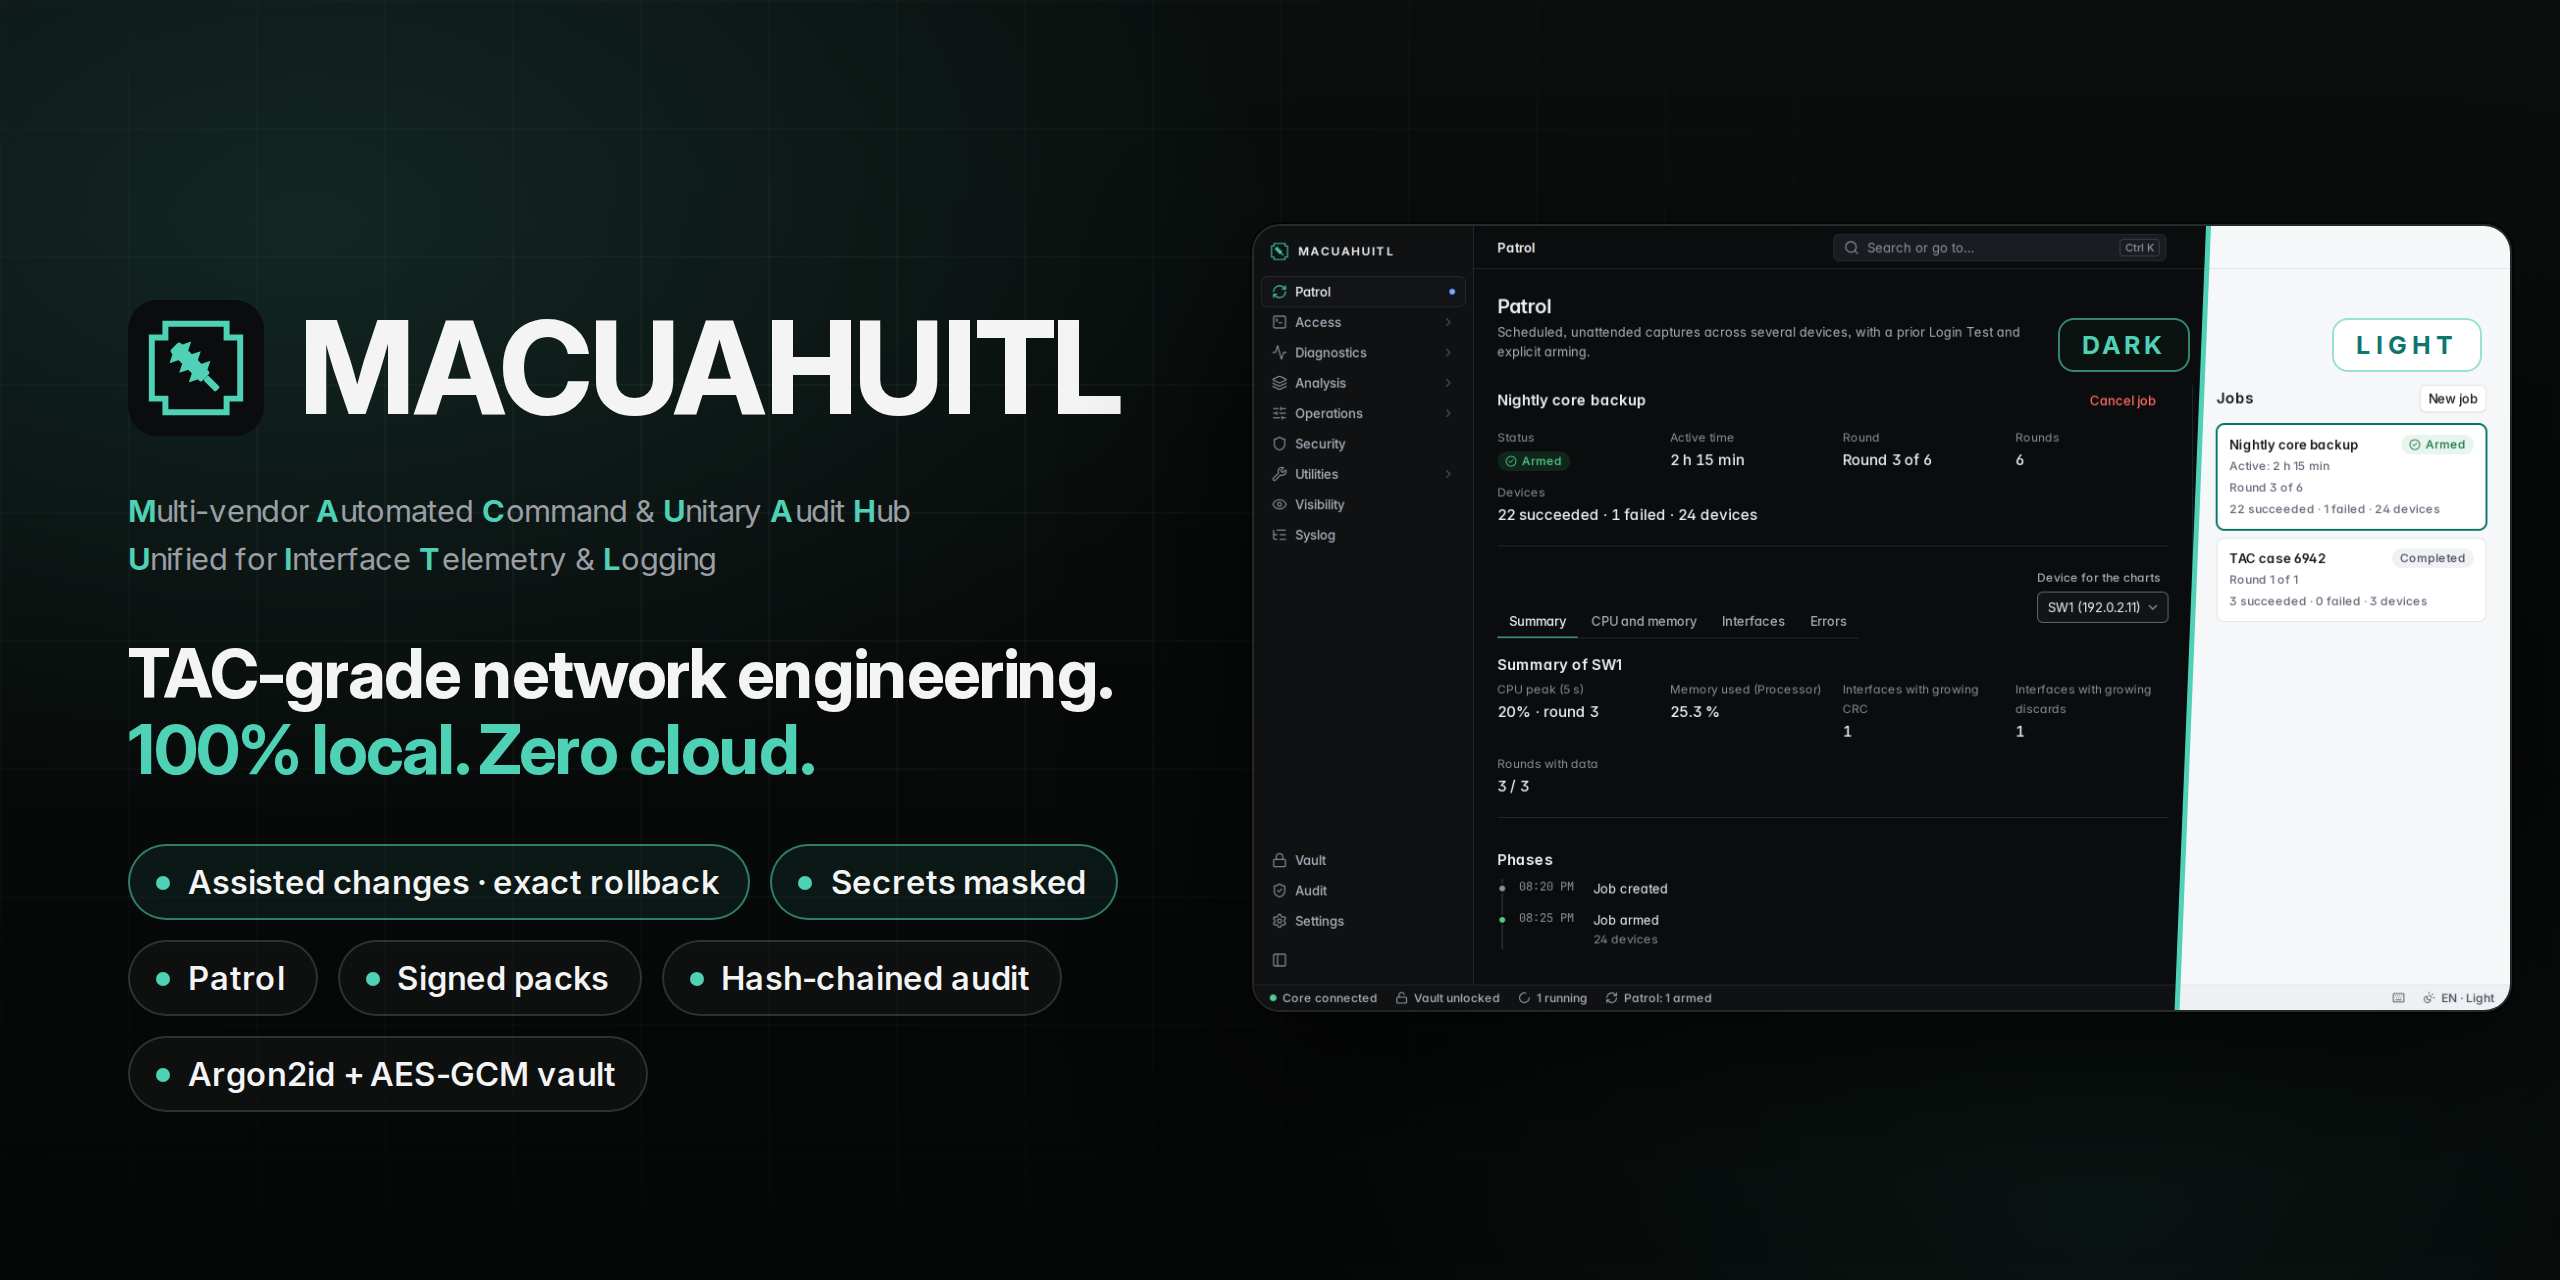 MACUAHUITL
Multi-vendor Automated Command & Unitary Audit Hub
Unified for Interface Telemetry & Logging
TAC-grade network engineering.
100% local. Zero cloud.
Assisted changes · exact rollback
Secrets masked
Patrol
Signed packs
Hash-chained audit
Argon2id + AES-GCM vault
MACUAHUITL
Patrol
Access
Diagnostics
Analysis
Operations
Security
Utilities
Visibility
Syslog
Vault
Audit
Settings
Patrol
Search or go to...
Ctrl K
Patrol
Scheduled, unattended captures across several devices, with a prior Login Test and
explicit arming.
DARK
Nightly core backup
Cancel job
Status
Active time
Round
Rounds
Armed
2 h 15 min
Round 3 of 6
6
Devices
22 succeeded · 1 failed · 24 devices
Device for the charts
SW1 (192.0.2.11)
Summary
CPU and memory
Interfaces
Errors
Summary of SW1
CPU peak (5 s)
20% · round 3
Memory used (Processor)
25.3 %
Interfaces with growing
CRC
1
Interfaces with growing
discards
1
Rounds with data
3 / 3
Phases
08:20 PM Job created
08:25 PM Job armed
24 devices
LIGHT
Jobs
New job
Nightly core backup
Armed
Active: 2 h 15 min
Round 3 of 6
22 succeeded · 1 failed · 24 devices
TAC case 6942
Completed
Round 1 of 1
3 succeeded · 0 failed · 3 devices
Core connected
Vault unlocked
1 running
Patrol: 1 armed
EN · Light